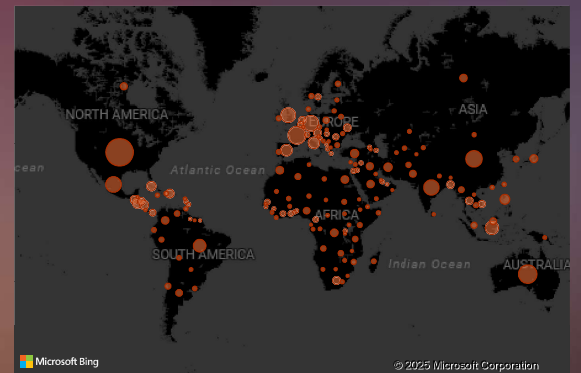 NORTH AMERICA
EUROPE
ASIA
cean
Atlantic Ocean
AFRICA
SOUTH AMERICA
Indian Ocean
AUSTRALIA
Microsoft Bing
© 2025 Microsoft Corporation